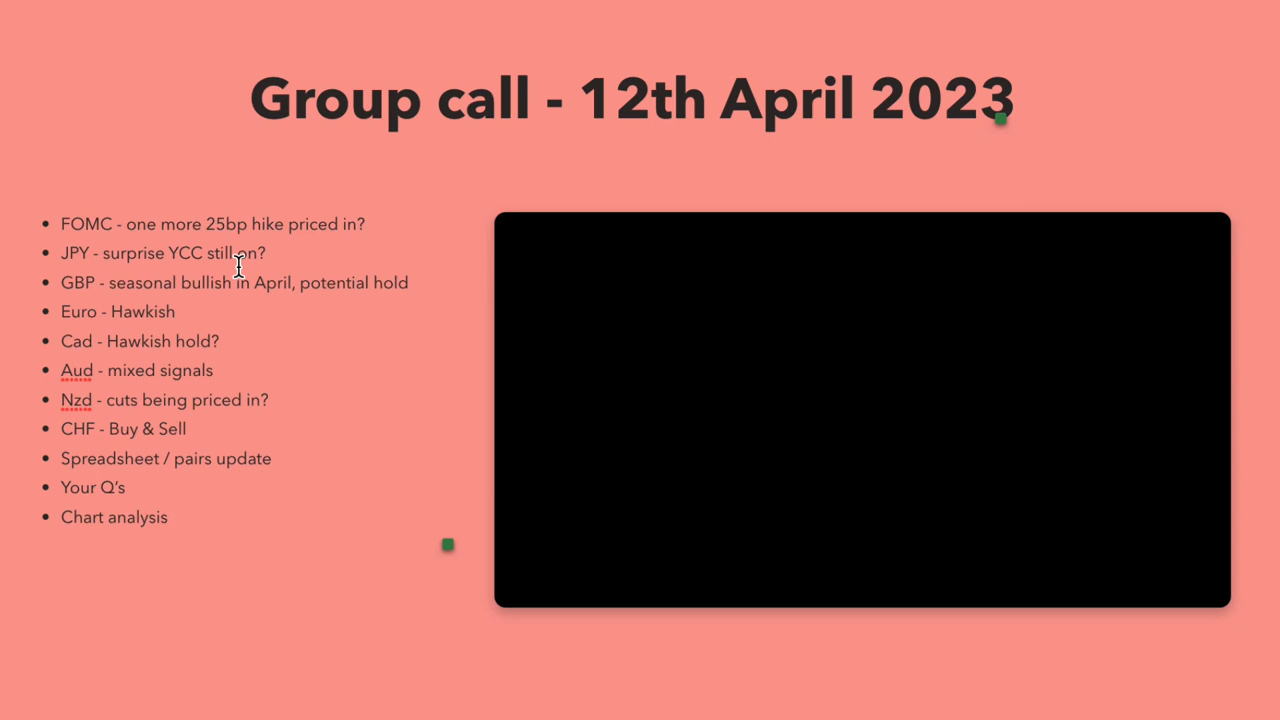 Group call - 12th April 2023
• FOMC - one more 25bp hike priced in?
• JPY - surprise YCC still on?
• GBP - seasonal bullish in April, potential hold
• Euro - Hawkish
• Cad - Hawkish hold?
• Aud - mixed signals
• Nzd - cuts being priced in?
• CHF - Buy & Sell
• Spreadsheet / pairs update
• Your Q’s
• Chart analysis